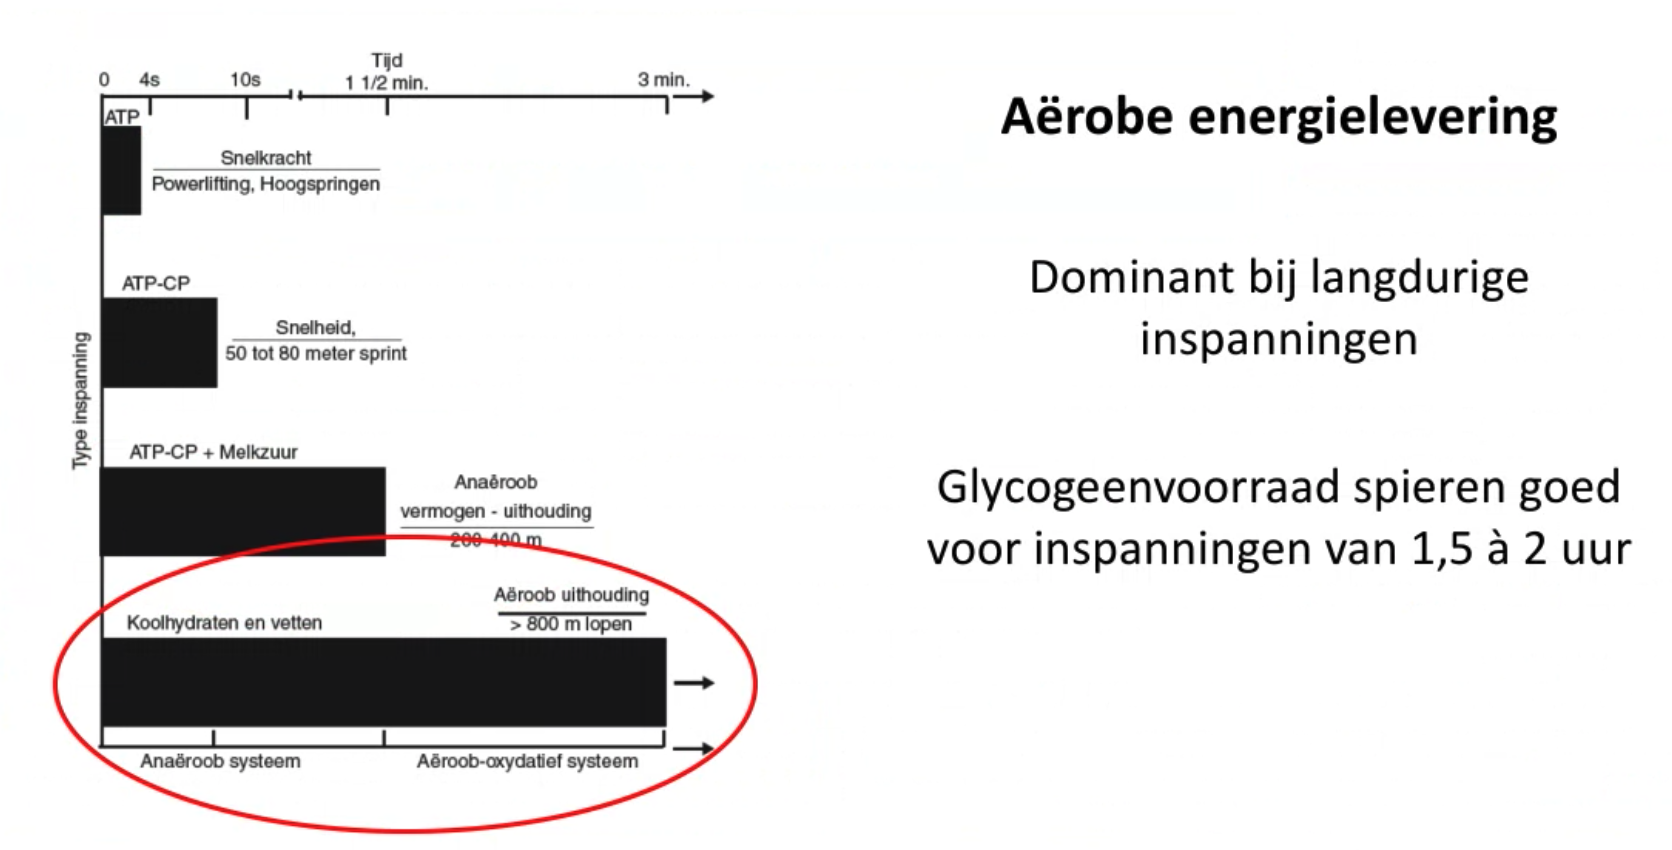 Tijd
0 4s 10s 1 1/2 min. 3 min.
ATP
Snelkracht
Powerlifting, Hoogspringen
ATP-CP
Snelheid,
50 tot 80 meter sprint
Type inspanning
ATP-CP + Melkzuur
Anaëroob
vermogen - uithouding
200-400 m
Aëroob uithouding
> 800 m lopen
Koolhydraten en vetten
Anaëroob systeem
Aëroob-oxydatief systeem
Aërobe energielevering
Dominant bij langdurige
inspanningen
Glycogeenvoorraad spieren goed
voor inspanningen van 1,5 à 2 uur